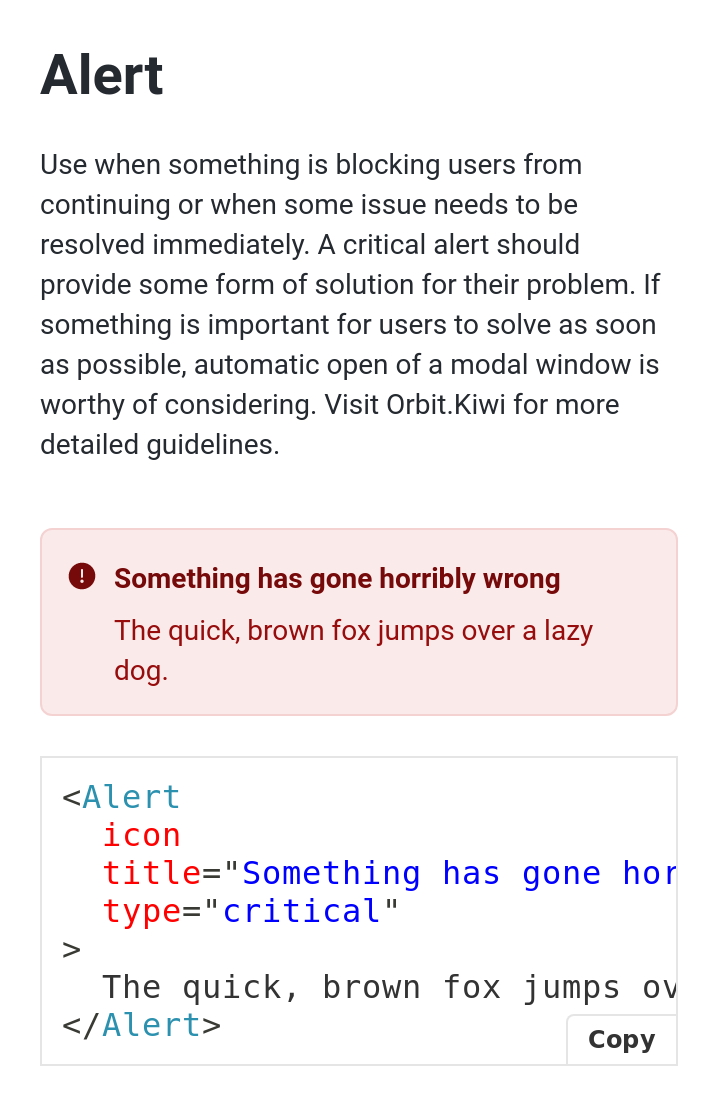 Alert
Use when something is blocking users from
continuing or when some issue needs to be
resolved immediately. A critical alert should
provide some form of solution for their problem. If
something is important for users to solve as soon
as possible, automatic open of a modal window is
worthy of considering. Visit Orbit.Kiwi for more
detailed guidelines.
Something has gone horribly wrong
The quick, brown fox jumps over a lazy
dog.
<Alert
  icon
  title="Something has gone hor
  type="critical"
>
  The quick, brown fox jumps ov
</Alert>
Copy